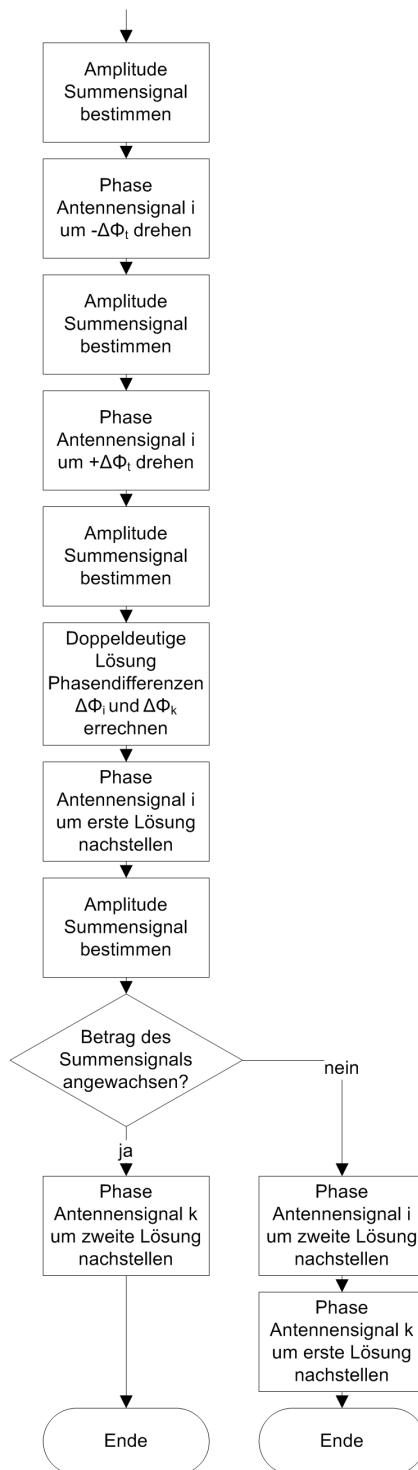 Amplitude
Summensignal
bestimmen
Phase
Antennensignal i
um -ΔΦt drehen
Amplitude
Summensignal
bestimmen
Phase
Antennensignal i
um +ΔΦt drehen
Amplitude
Summensignal
bestimmen
Doppeldeutige
Lösung
Phasendifferenzen
ΔΦi und ΔΦk
errechnen
Phase
Antennensignal i
um erste Lösung
nachstellen
Amplitude
Summensignal
bestimmen
Betrag des
Summensignals
angewachsen?
nein
ja
Phase
Antennensignal k
um zweite Lösung
nachstellen
Phase
Antennensignal i
um zweite Lösung
nachstellen
Phase
Antennensignal k
um erste Lösung
nachstellen
Ende
Ende